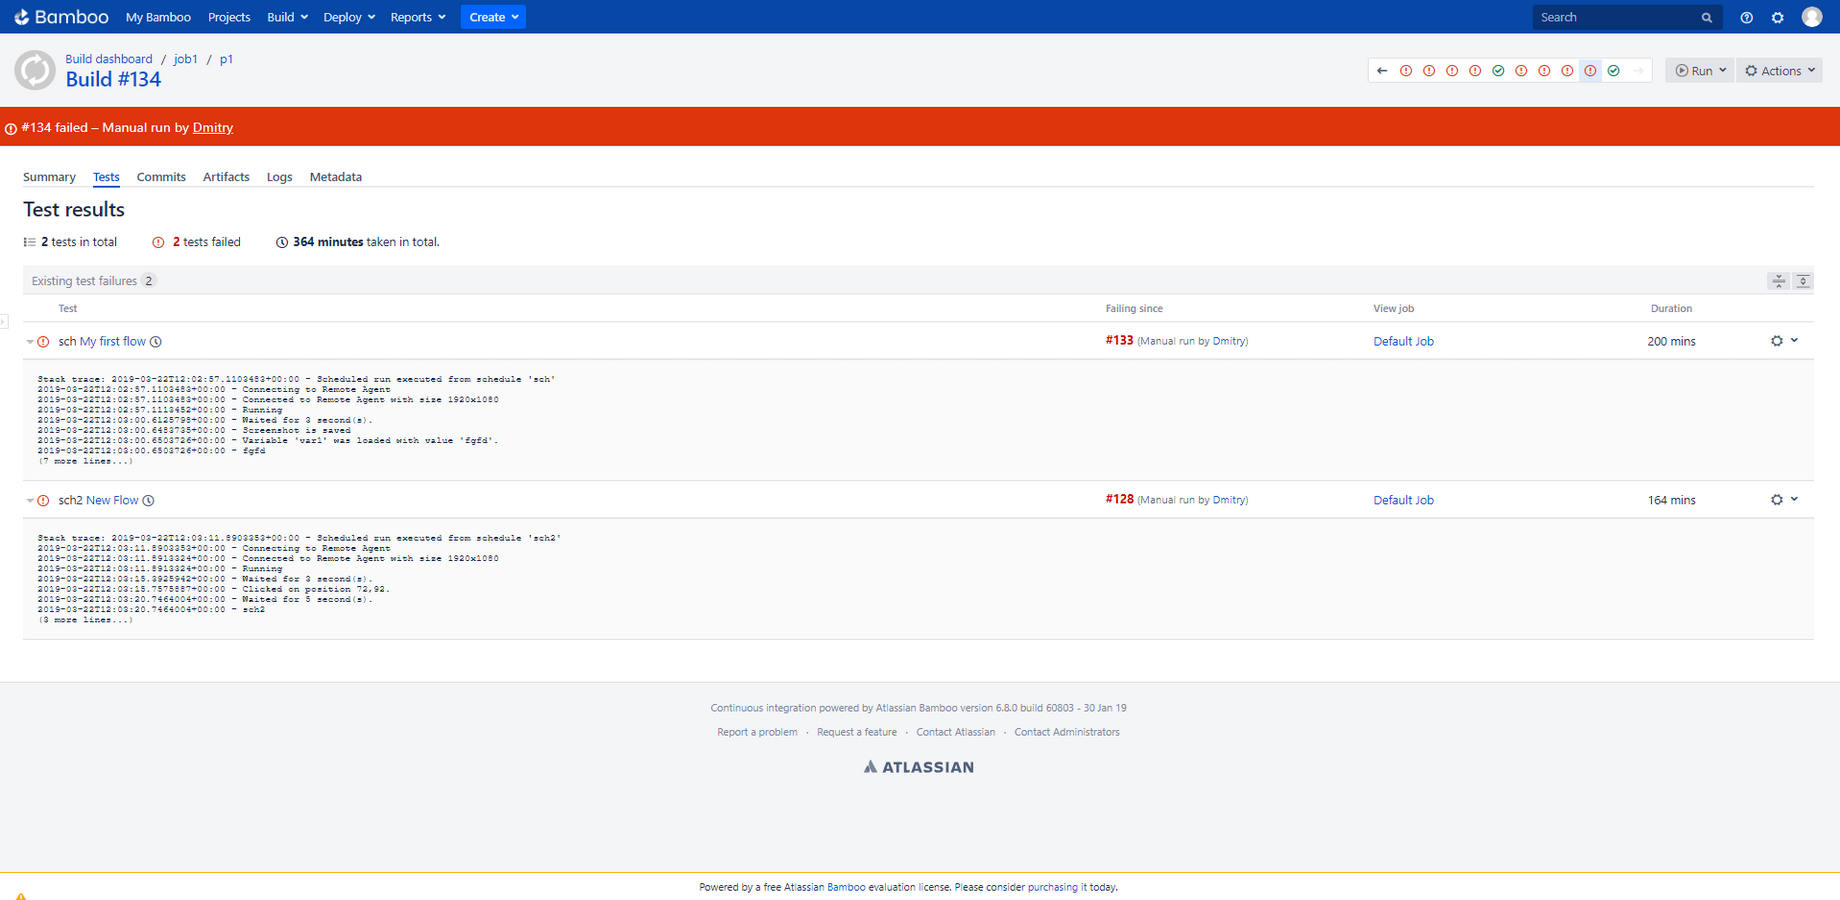 Bamboo My Bamboo Projects Build Deploy Reports Create Search
Build dashboard / job1 / p1
Build #134
Run Actions
#134 failed – Manual run by Dmitry
Summary Tests Commits Artifacts Logs Metadata
Test results
2 tests in total 2 tests failed 364 minutes taken in total.
Existing test failures 2
Test Failing since View job Duration
sch My first flow #133 (Manual run by Dmitry) Default Job 200 mins
Stack trace: 2019-03-22T12:02:57.1103483+00:00 - Scheduled run executed from schedule 'sch'
2019-03-22T12:02:57.1103483+00:00 - Connecting to Remote Agent
2019-03-22T12:02:57.1103483+00:00 - Connected to Remote Agent with size 1920x1080
2019-03-22T12:02:57.1113452+00:00 - Running
2019-03-22T12:03:00.6125798+00:00 - Waited for 3 second(s).
2019-03-22T12:03:00.6483735+00:00 - Screenshot is saved
2019-03-22T12:03:00.6503726+00:00 - Variable 'var1' was loaded with value 'fgfd'.
2019-03-22T12:03:00.6503726+00:00 - fgfd
(7 more lines...)
sch2 New Flow #128 (Manual run by Dmitry) Default Job 164 mins
Stack trace: 2019-03-22T12:03:11.8903353+00:00 - Scheduled run executed from schedule 'sch2'
2019-03-22T12:03:11.8903353+00:00 - Connecting to Remote Agent
2019-03-22T12:03:11.8913324+00:00 - Connected to Remote Agent with size 1920x1080
2019-03-22T12:03:11.8913324+00:00 - Running
2019-03-22T12:03:15.3925942+00:00 - Waited for 3 second(s).
2019-03-22T12:03:15.7575887+00:00 - Clicked on position 72,92.
2019-03-22T12:03:20.7464004+00:00 - Waited for 5 second(s).
2019-03-22T12:03:20.7464004+00:00 - sch2
(3 more lines...)
Continuous integration powered by Atlassian Bamboo version 6.8.0 build 60803 - 30 Jan 19
Report a problem · Request a feature · Contact Atlassian · Contact Administrators
ATLASSIAN
Powered by a free Atlassian Bamboo evaluation license. Please consider purchasing it today.